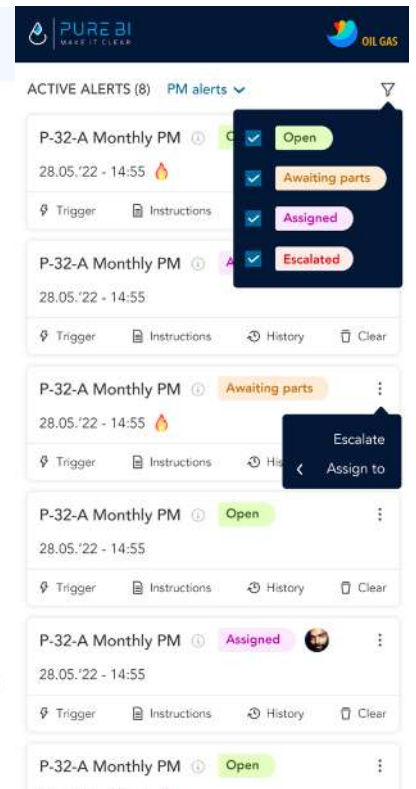 PURE BI
MAKE IT CLEAR
OIL GAS
ACTIVE ALERTS (8) PM alerts
P-32-A Monthly PM
Open
28.05.'22 - 14:55
Awaiting parts
Trigger Instructions
Assigned
P-32-A Monthly PM
Escalated
28.05.'22 - 14:55
Trigger Instructions History Clear
P-32-A Monthly PM Awaiting parts
28.05.'22 - 14:55
Escalate
Trigger Instructions
Assign to
P-32-A Monthly PM Open
28.05.'22 - 14:55
Trigger Instructions History Clear
P-32-A Monthly PM Assigned
28.05.'22 - 14:55
Trigger Instructions History Clear
P-32-A Monthly PM Open